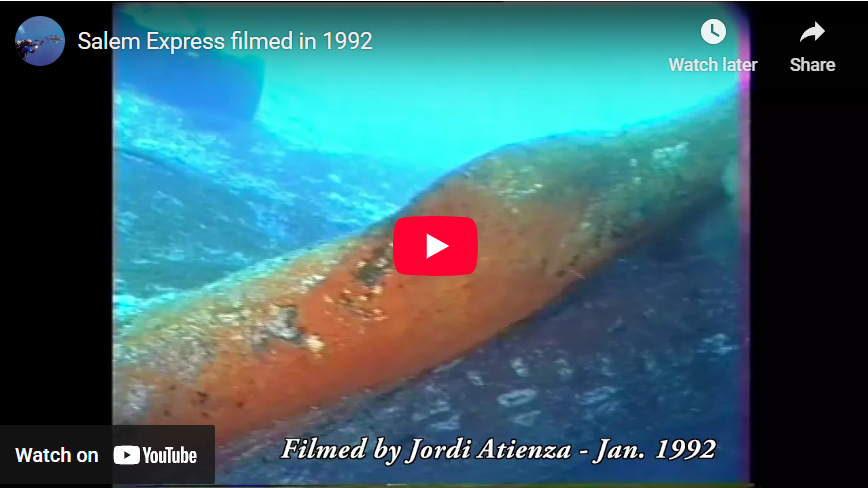 Salem Express filmed in 1992
Watch later
Share
Watch on YouTube
Filmed by Jordi Atienza - Jan. 1992